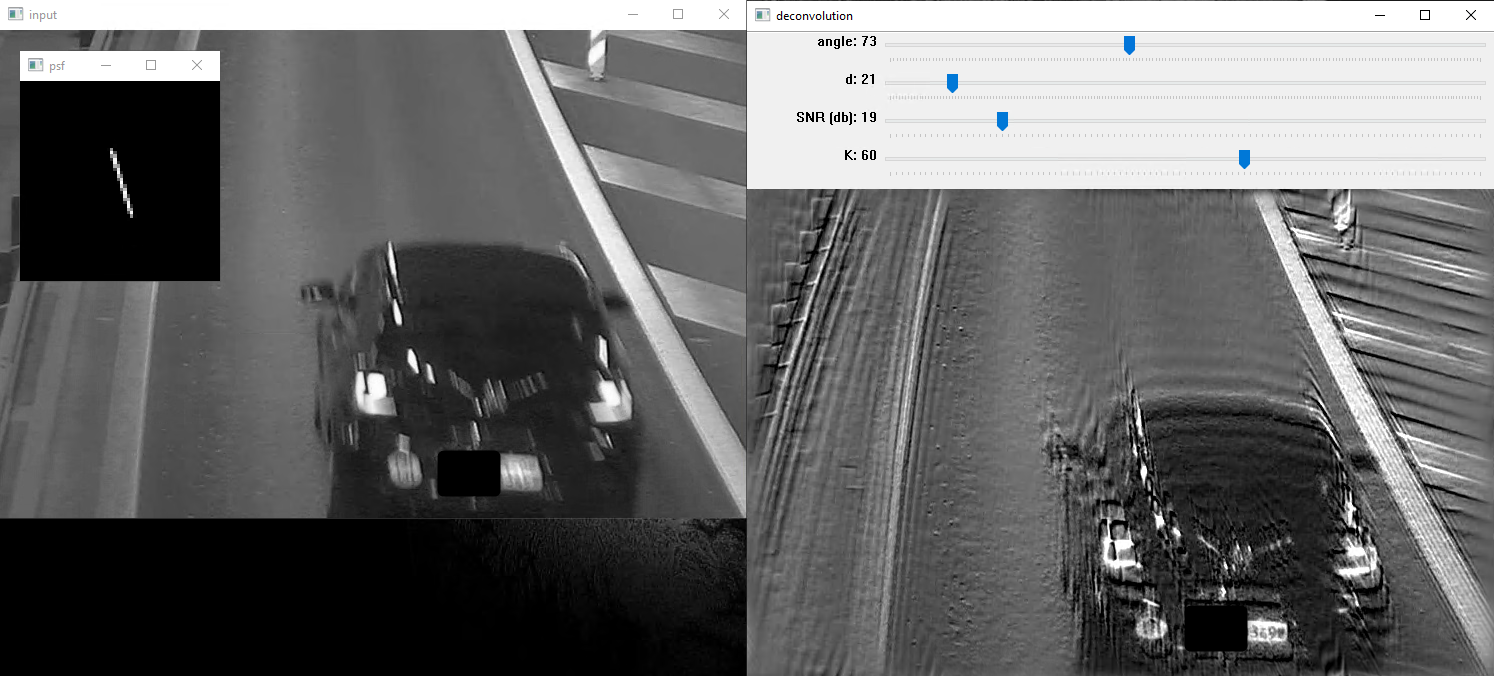 input
psf
deconvolution
angle: 73
d: 21
SNR (db): 19
K: 60